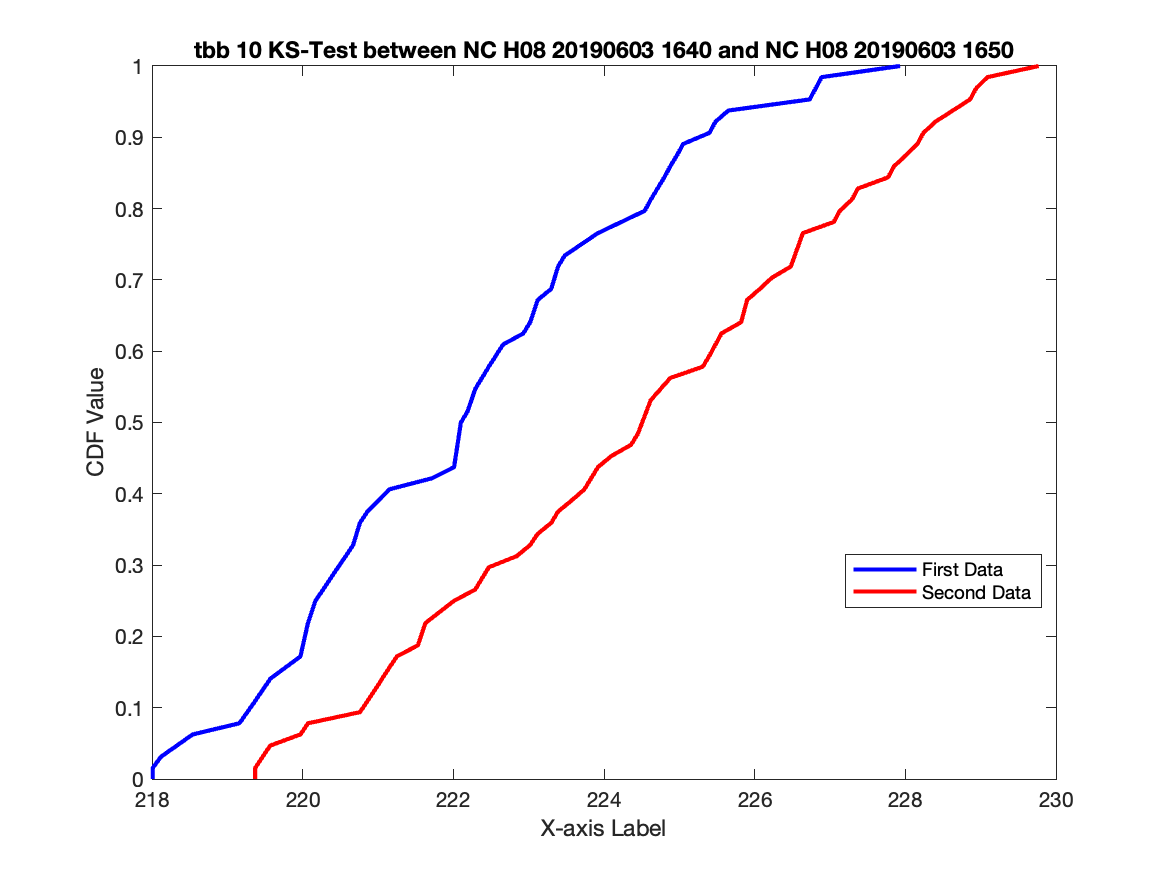 tbb 10 KS-Test between NC H08 20190603 1640 and NC H08 20190603 1650
1
0.9
0.8
0.7
0.6
0.5
0.4
0.3
0.2
0.1
0
CDF Value
First Data
Second Data
218 220 222 224 226 228 230
X-axis Label